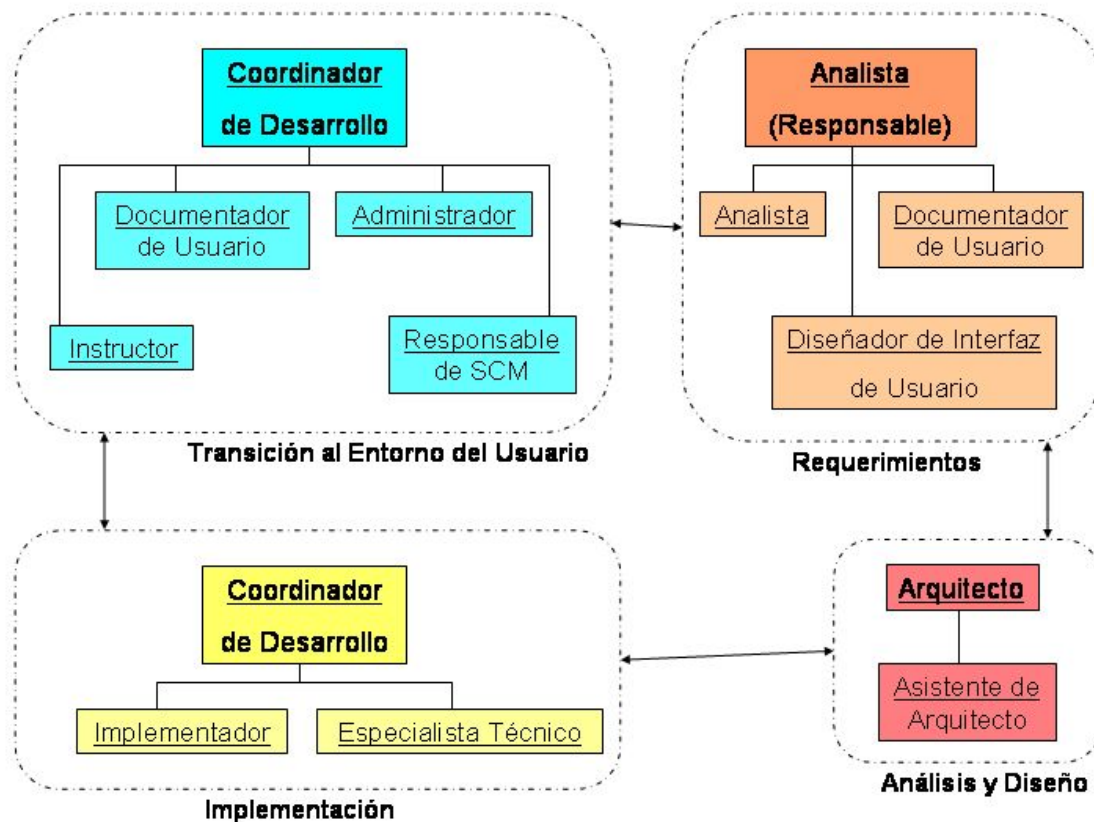 Coordinador
de Desarrollo
Documentador
de Usuario
Administrador
Instructor
Responsable
de SCM
Transición al Entorno del Usuario
Analista
(Responsable)
Analista
Documentador
de Usuario
Diseñador de Interfaz
de Usuario
Requerimientos
Coordinador
de Desarrollo
Implementador
Especialista Técnico
Implementación
Arquitecto
Asistente de
Arquitecto
Análisis y Diseño